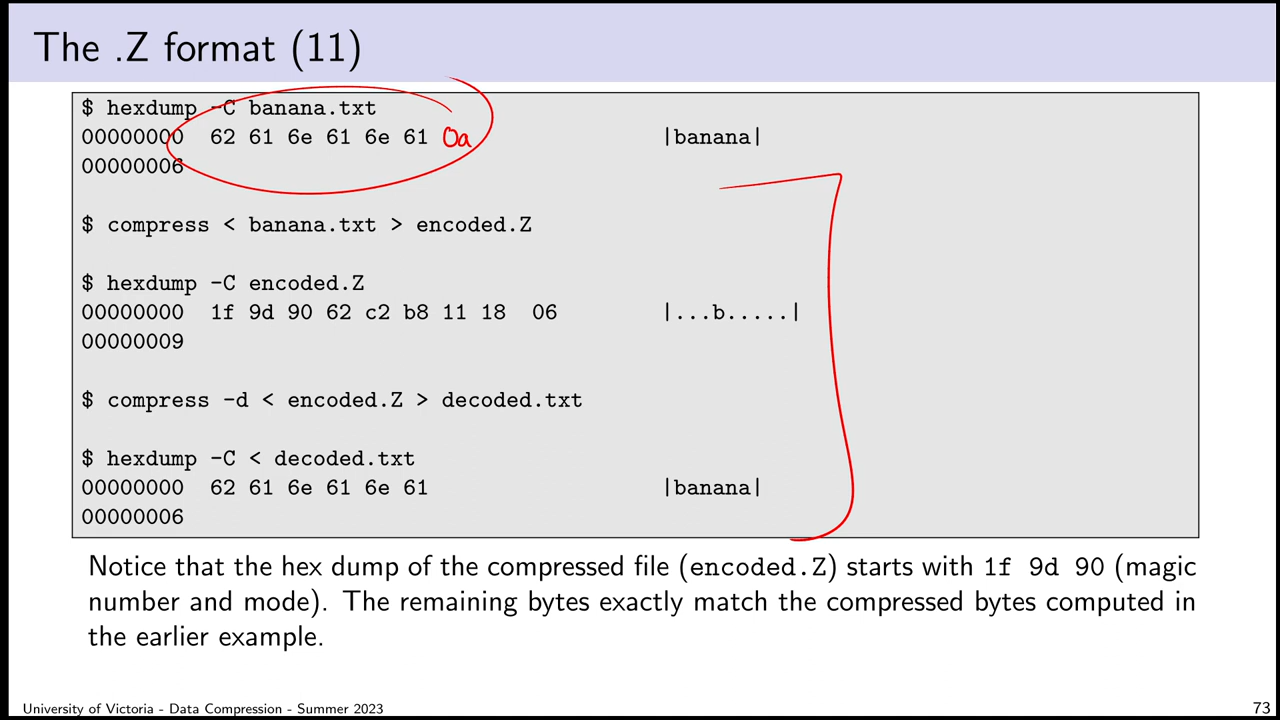 The .Z format (11)
$ hexdump -C banana.txt
00000000 62 61 6e 61 6e 61 0a |banana|
00000006
$ compress < banana.txt > encoded.Z
$ hexdump -C encoded.Z
00000000 1f 9d 90 62 c2 b8 11 18 06 |...b.....|
00000009
$ compress -d < encoded.Z > decoded.txt
$ hexdump -C < decoded.txt
00000000 62 61 6e 61 6e 61 |banana|
00000006
Notice that the hex dump of the compressed file (encoded.Z) starts with 1f 9d 90 (magic
number and mode). The remaining bytes exactly match the compressed bytes computed in
the earlier example.
University of Victoria - Data Compression - Summer 2023 73